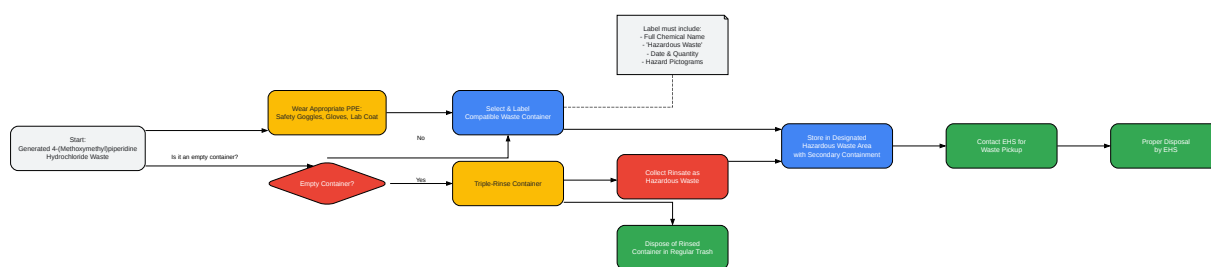 Label must include:
- Full Chemical Name
- 'Hazardous Waste'
- Date & Quantity
- Hazard Pictograms
Wear Appropriate PPE:
Safety Goggles, Gloves, Lab Coat
Select & Label
Compatible Waste Container
No
Start:
Generated 4-(Methoxymethyl)piperidine
Hydrochloride Waste
Is it an empty container?
Empty Container?
Yes
Triple-Rinse Container
Collect Rinsate as
Hazardous Waste
Store in Designated
Hazardous Waste Area
with Secondary Containment
Contact EHS for
Waste Pickup
Proper Disposal
by EHS
Dispose of Rinsed
Container in Regular Trash